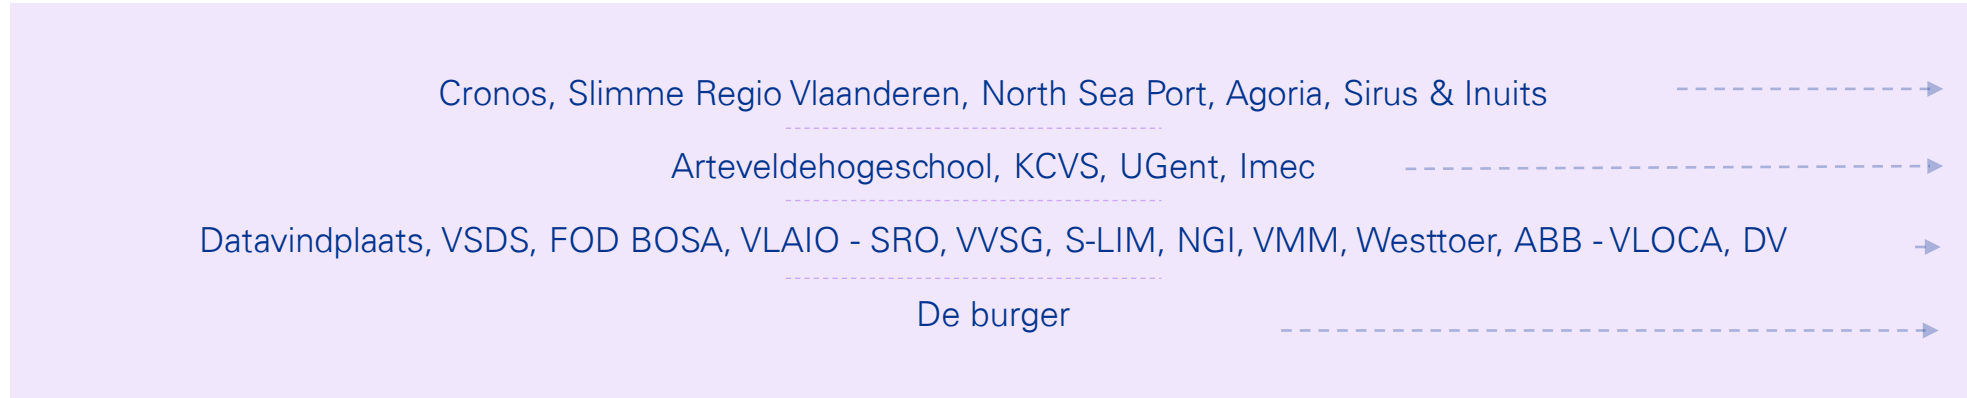 Cronos, Slimme Regio Vlaanderen, North Sea Port, Agoria, Sirus & Inuits
Arteveldehogeschool, KCVS, UGent, Imec
Datavindplaats, VSDS, FOD BOSA, VLAIO - SRO, VVSG, S-LIM, NGI, VMM, Westtoer, ABB - VLOCA, DV
De burger